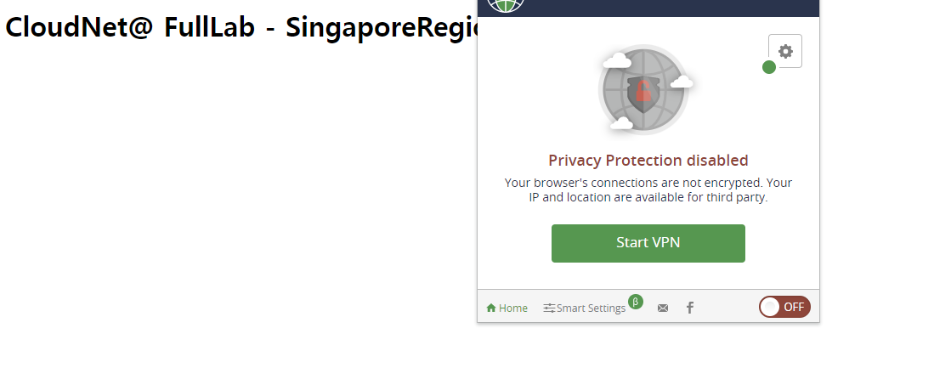 CloudNet@ FullLab - SingaporeRegi
Privacy Protection disabled
Your browser's connections are not encrypted. Your
IP and location are available for third party.
Start VPN
Home Smart Settings β f OFF